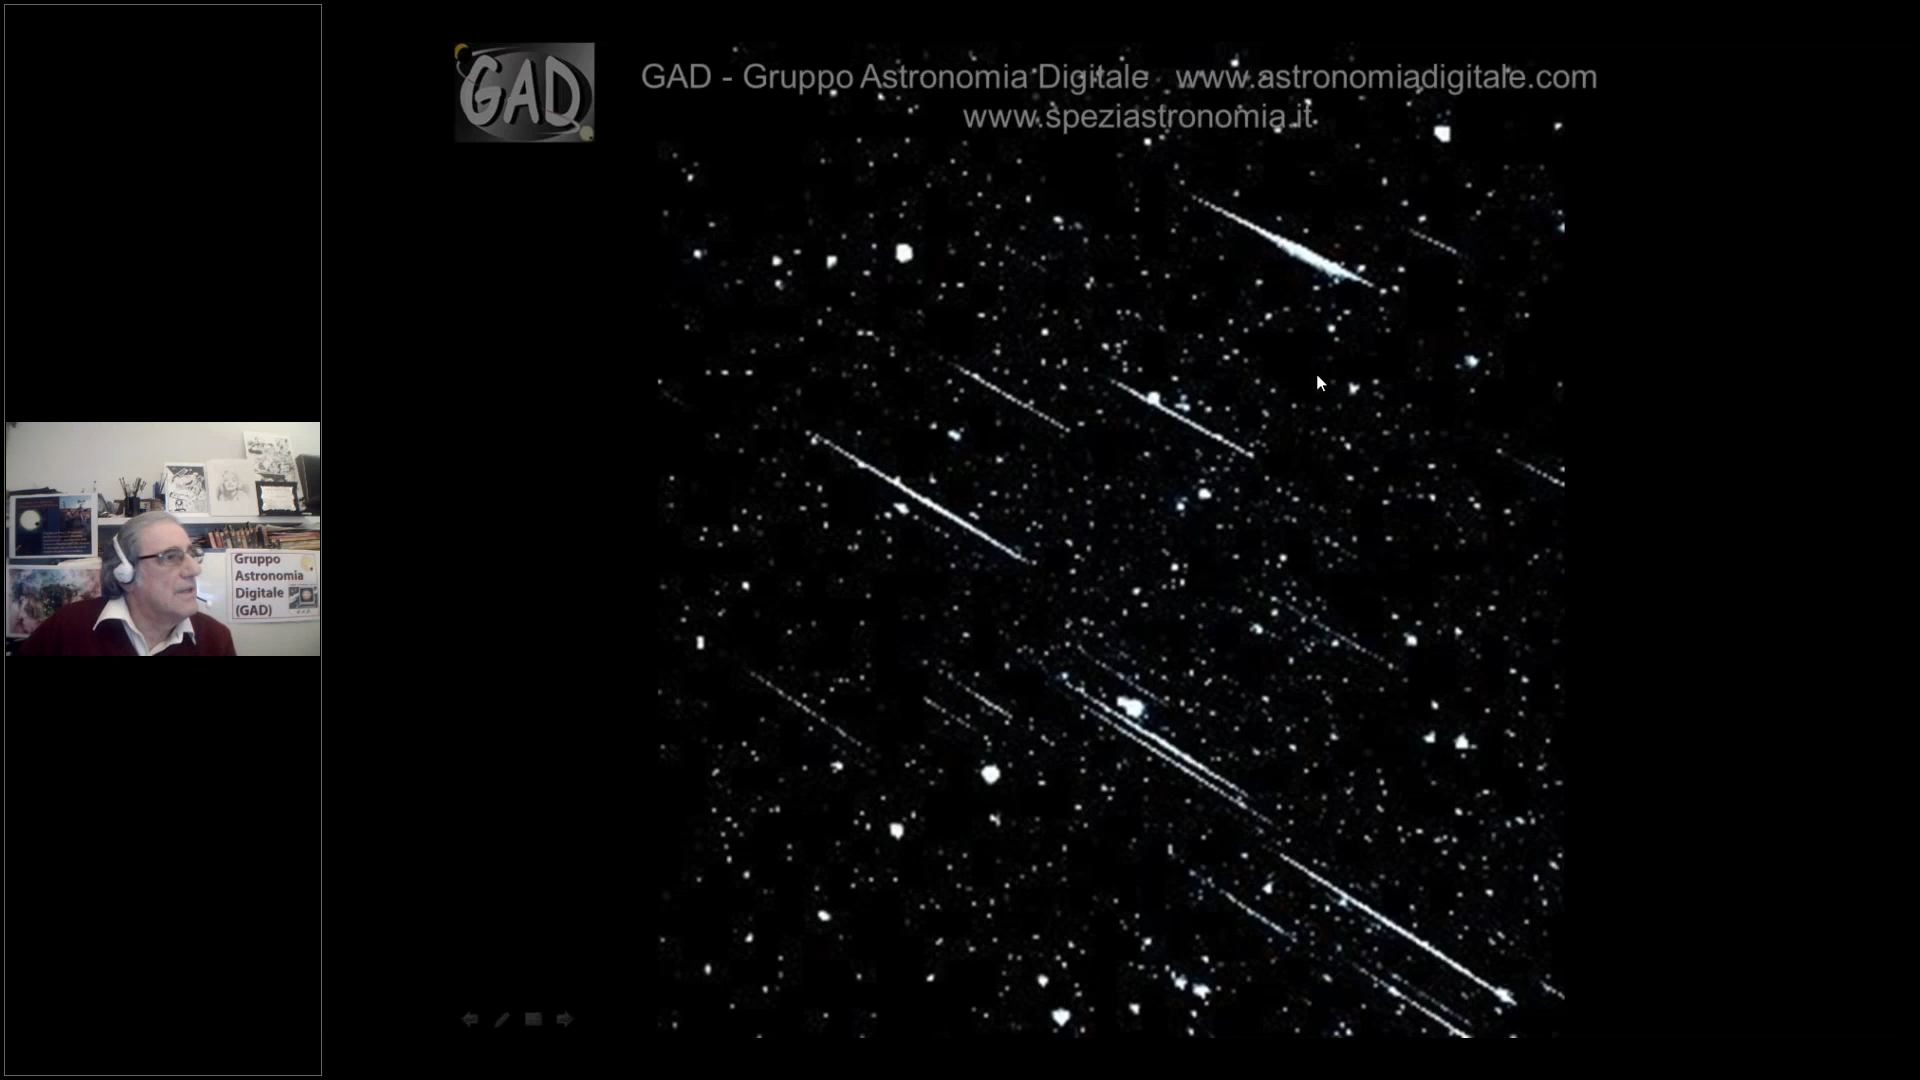 GAD
GAD - Gruppo Astronomia Digitale www.astronomiadigitale.com
www.speziastronomia.it
Gruppo
Astronomia
Digitale
(GAD)